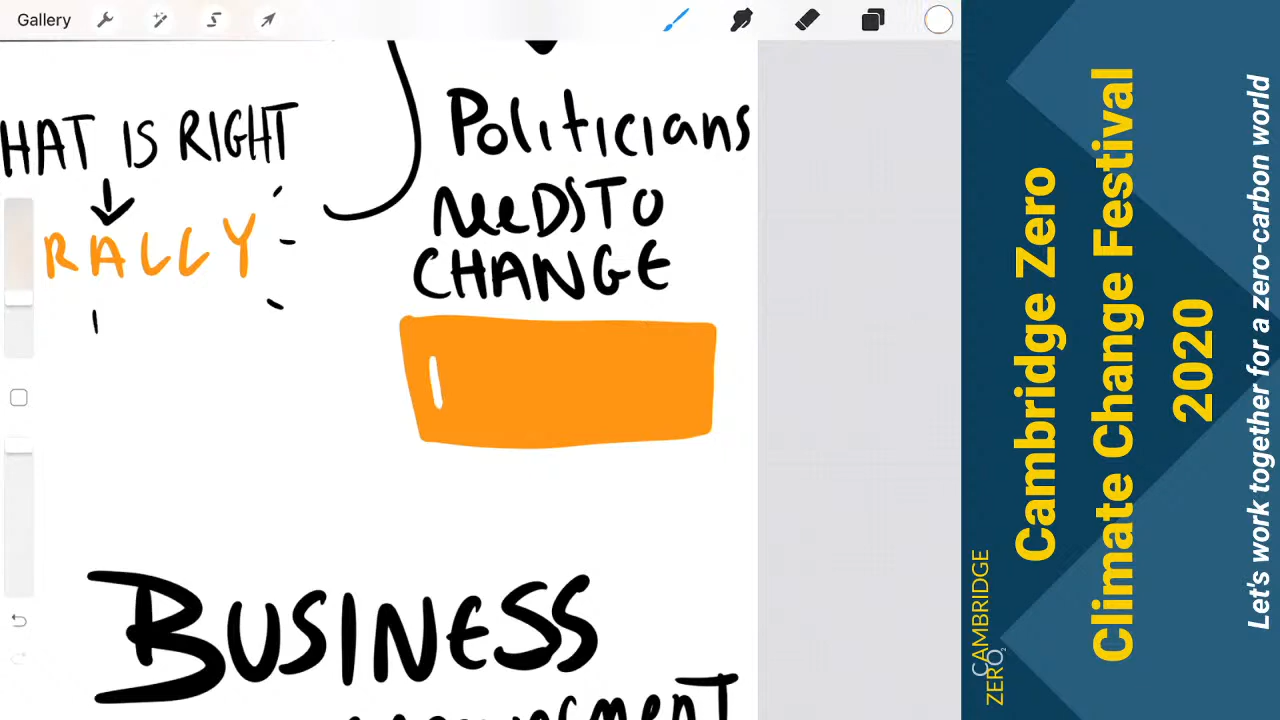 Gallery
HAT IS RIGHT
RALLY
Politicians
NeeDS TO
CHANGE
BUSINESS
CAMBRIDGE
ZERO₂
Cambridge Zero
Climate Change Festival
2020
Let's work together for a zero-carbon world